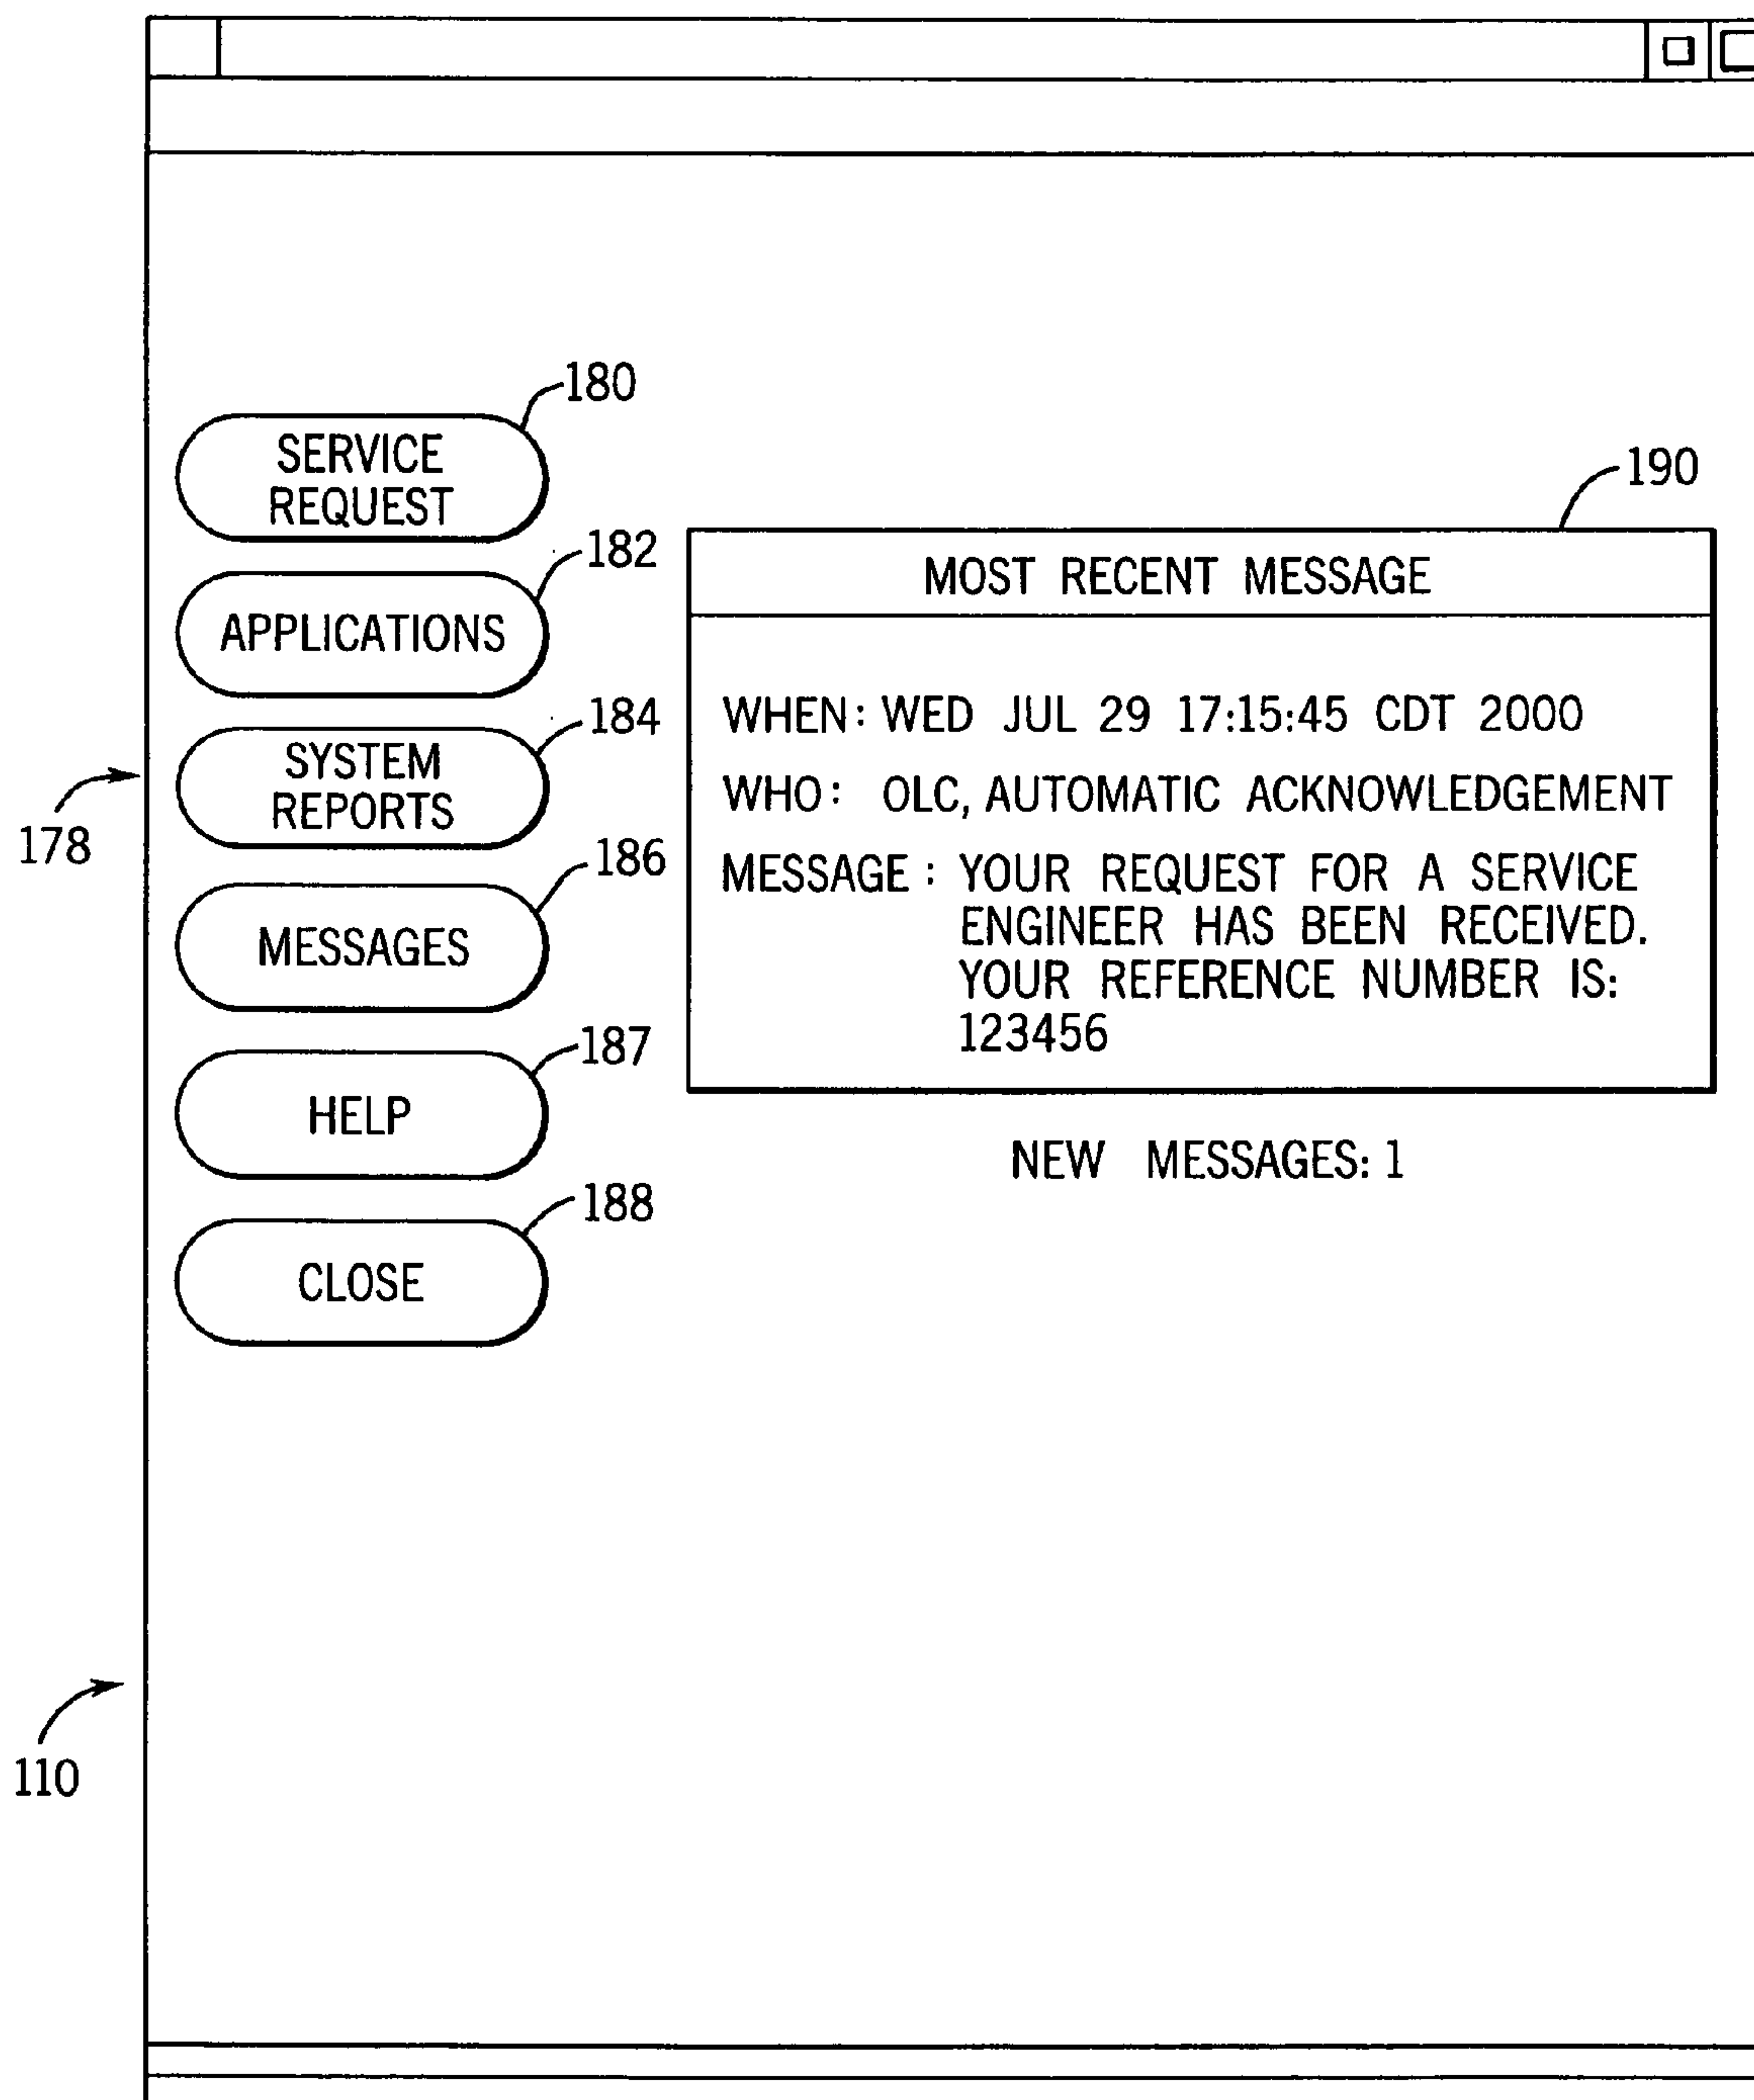 180
SERVICE
REQUEST
182
APPLICATIONS
184
SYSTEM
REPORTS
178
186
MESSAGES
187
HELP
188
CLOSE
110
190
MOST RECENT MESSAGE
WHEN: WED JUL 29 17:15:45 CDT 2000
WHO: OLC, AUTOMATIC ACKNOWLEDGEMENT
MESSAGE: YOUR REQUEST FOR A SERVICE
ENGINEER HAS BEEN RECEIVED.
YOUR REFERENCE NUMBER IS:
123456
NEW MESSAGES: 1